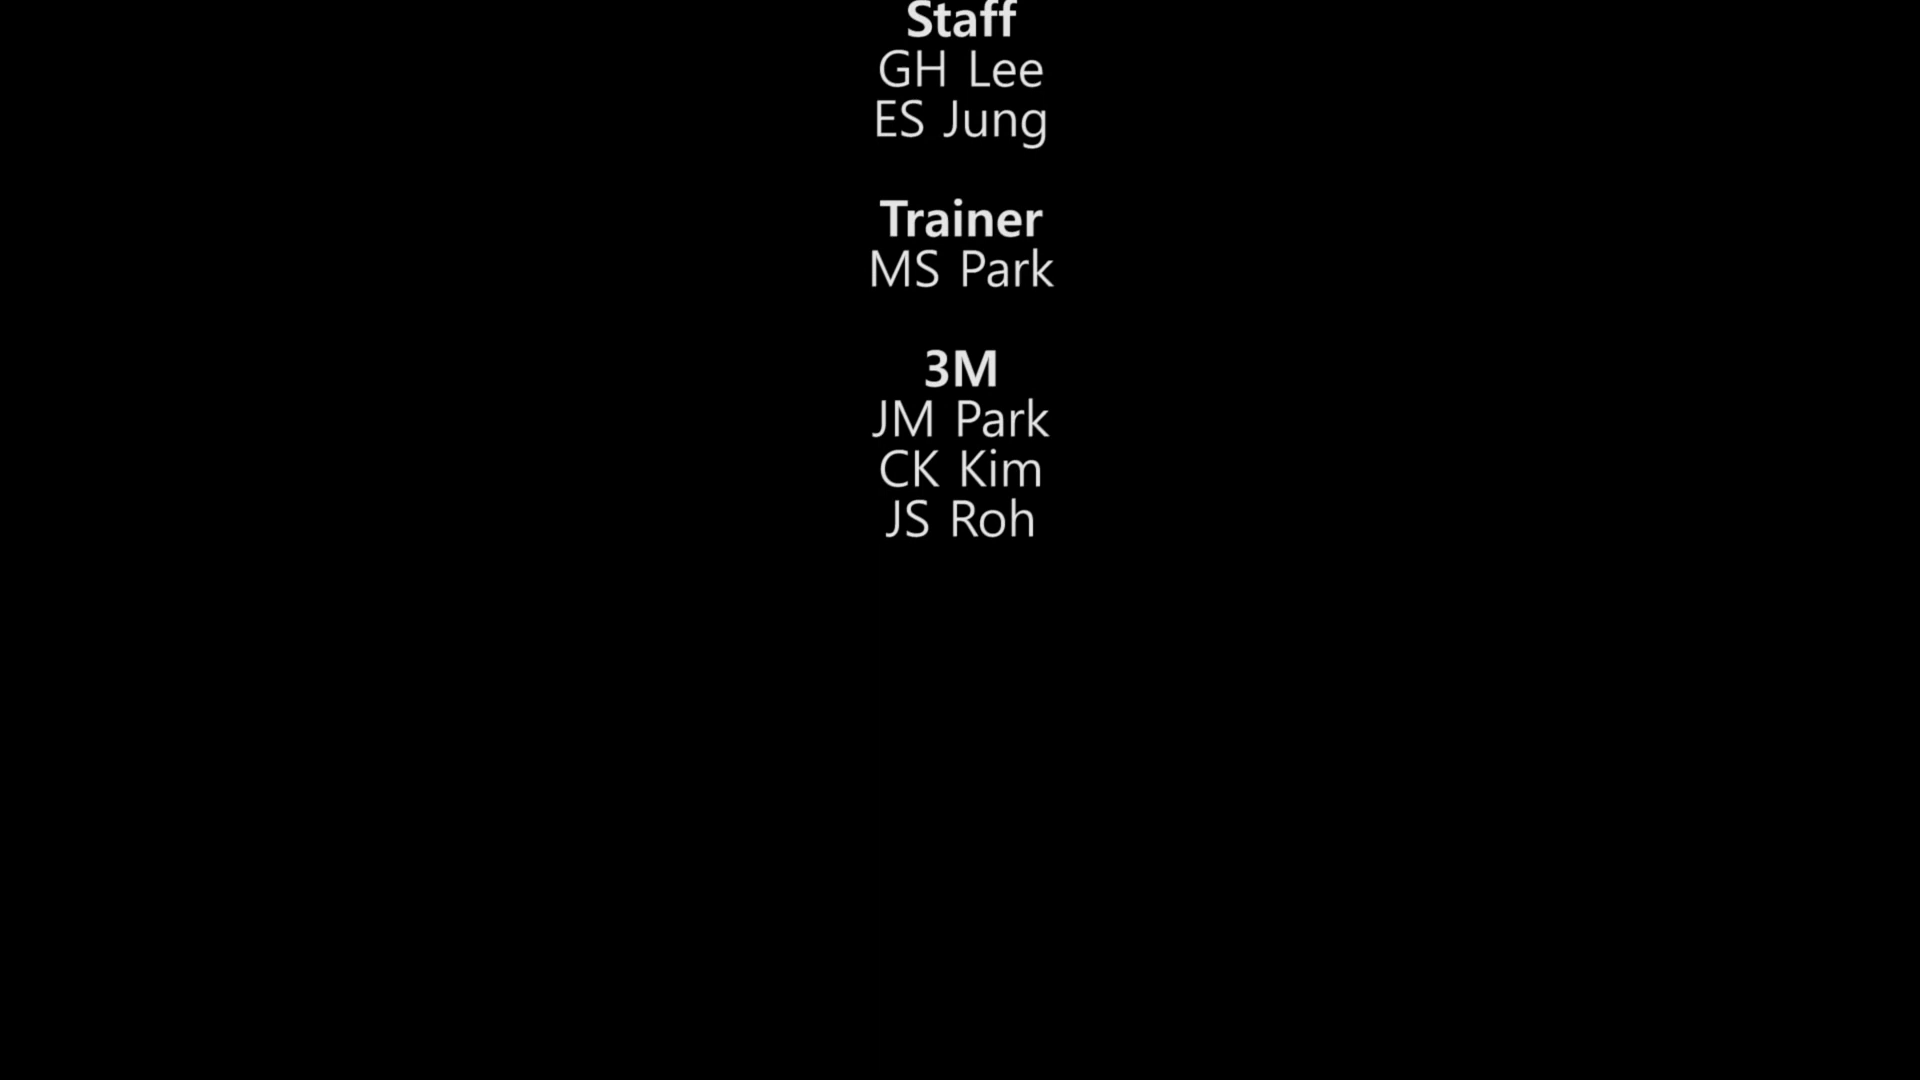 Staff
GH Lee
ES Jung
Trainer
MS Park
3M
JM Park
CK Kim
JS Roh